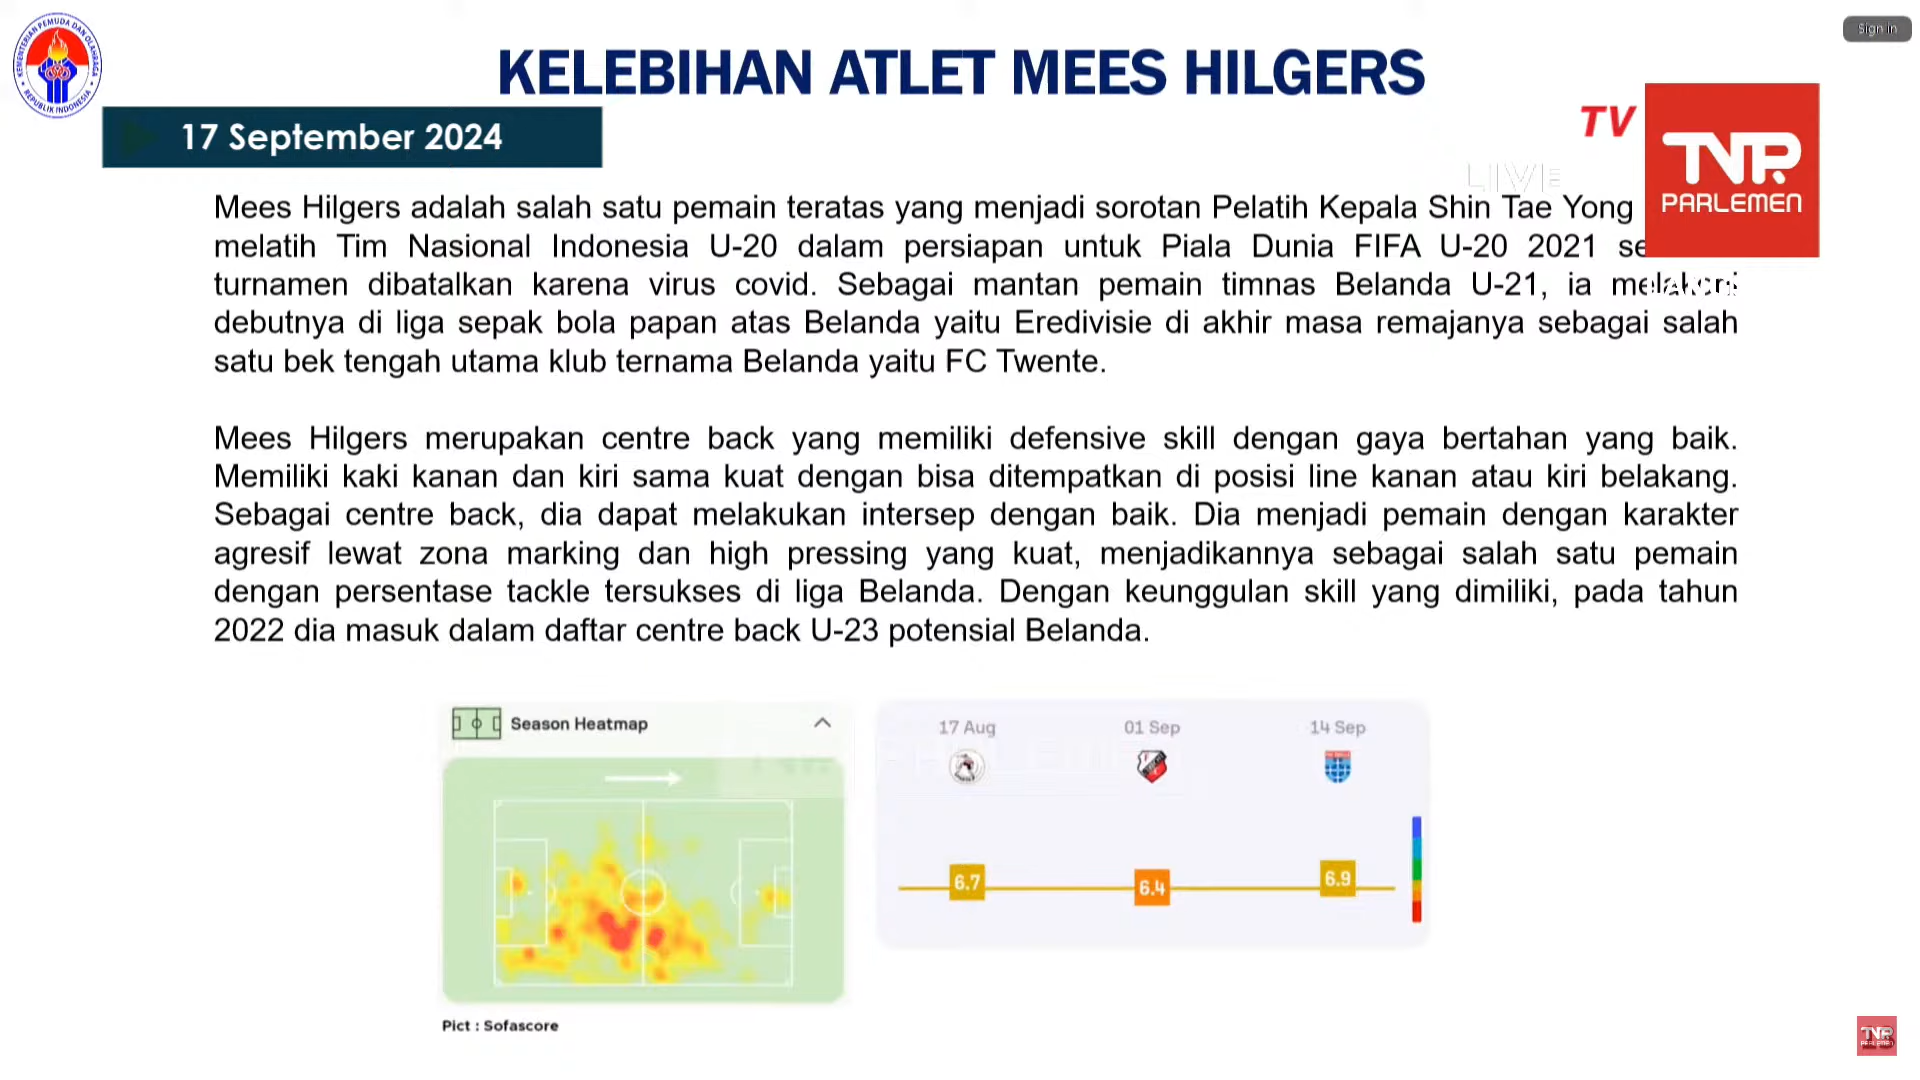 Sign in
KEMENTERIAN PEMUDA DAN OLAHRAGA
REPUBLIK INDONESIA
KELEBIHAN ATLET MEES HILGERS
17 September 2024
TV
TVP
PARLEMEN
LIVE
Mees Hilgers adalah salah satu pemain teratas yang menjadi sorotan Pelatih Kepala Shin Tae Yong
melatih Tim Nasional Indonesia U-20 dalam persiapan untuk Piala Dunia FIFA U-20 2021 se
turnamen dibatalkan karena virus covid. Sebagai mantan pemain timnas Belanda U-21, ia
debutnya di liga sepak bola papan atas Belanda yaitu Eredivisie di akhir masa remajanya sebagai salah
satu bek tengah utama klub ternama Belanda yaitu FC Twente.
Mees Hilgers merupakan centre back yang memiliki defensive skill dengan gaya bertahan yang baik.
Memiliki kaki kanan dan kiri sama kuat dengan bisa ditempatkan di posisi line kanan atau kiri belakang.
Sebagai centre back, dia dapat melakukan intersep dengan baik. Dia menjadi pemain dengan karakter
agresif lewat zona marking dan high pressing yang kuat, menjadikannya sebagai salah satu pemain
dengan persentase tackle tersukses di liga Belanda. Dengan keunggulan skill yang dimiliki, pada tahun
2022 dia masuk dalam daftar centre back U-23 potensial Belanda.
Season Heatmap
17 Aug 01 Sep 14 Sep
6.7 6.4 6.9
Pict : Sofascore